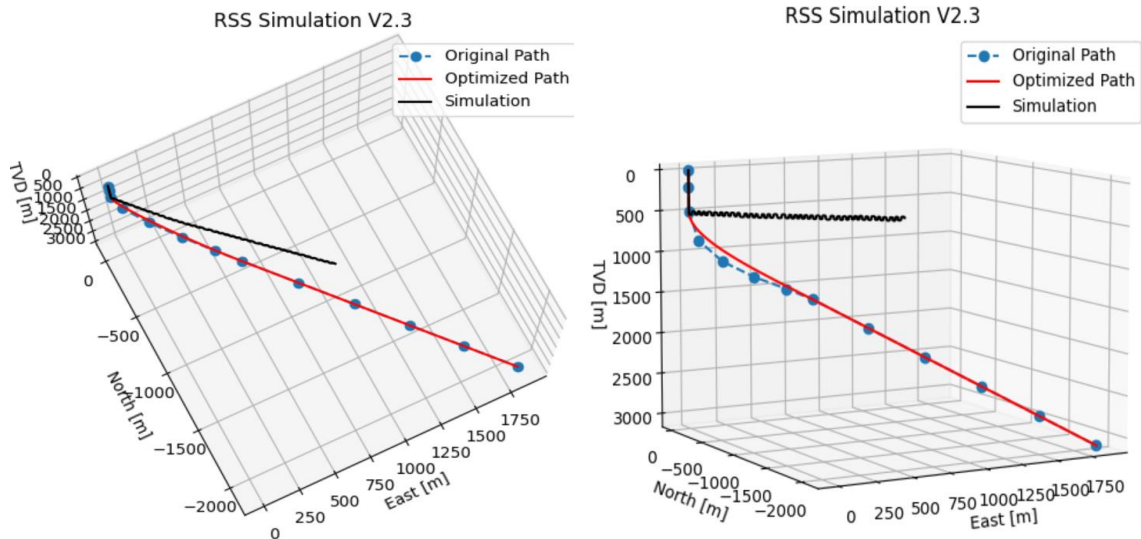 RSS Simulation V2.3
Original Path
Optimized Path
Simulation
TVD [m]
0
500
1000
1500
2000
2500
3000
North [m]
0
−500
−1000
−1500
−2000
East [m]
0
250
500
750
1000
1250
1500
1750
RSS Simulation V2.3
Original Path
Optimized Path
Simulation
TVD [m]
0
500
1000
1500
2000
2500
3000
North [m]
0
−500
−1000
−1500
−2000
East [m]
0
250
500
750
1000
1250
1500
1750